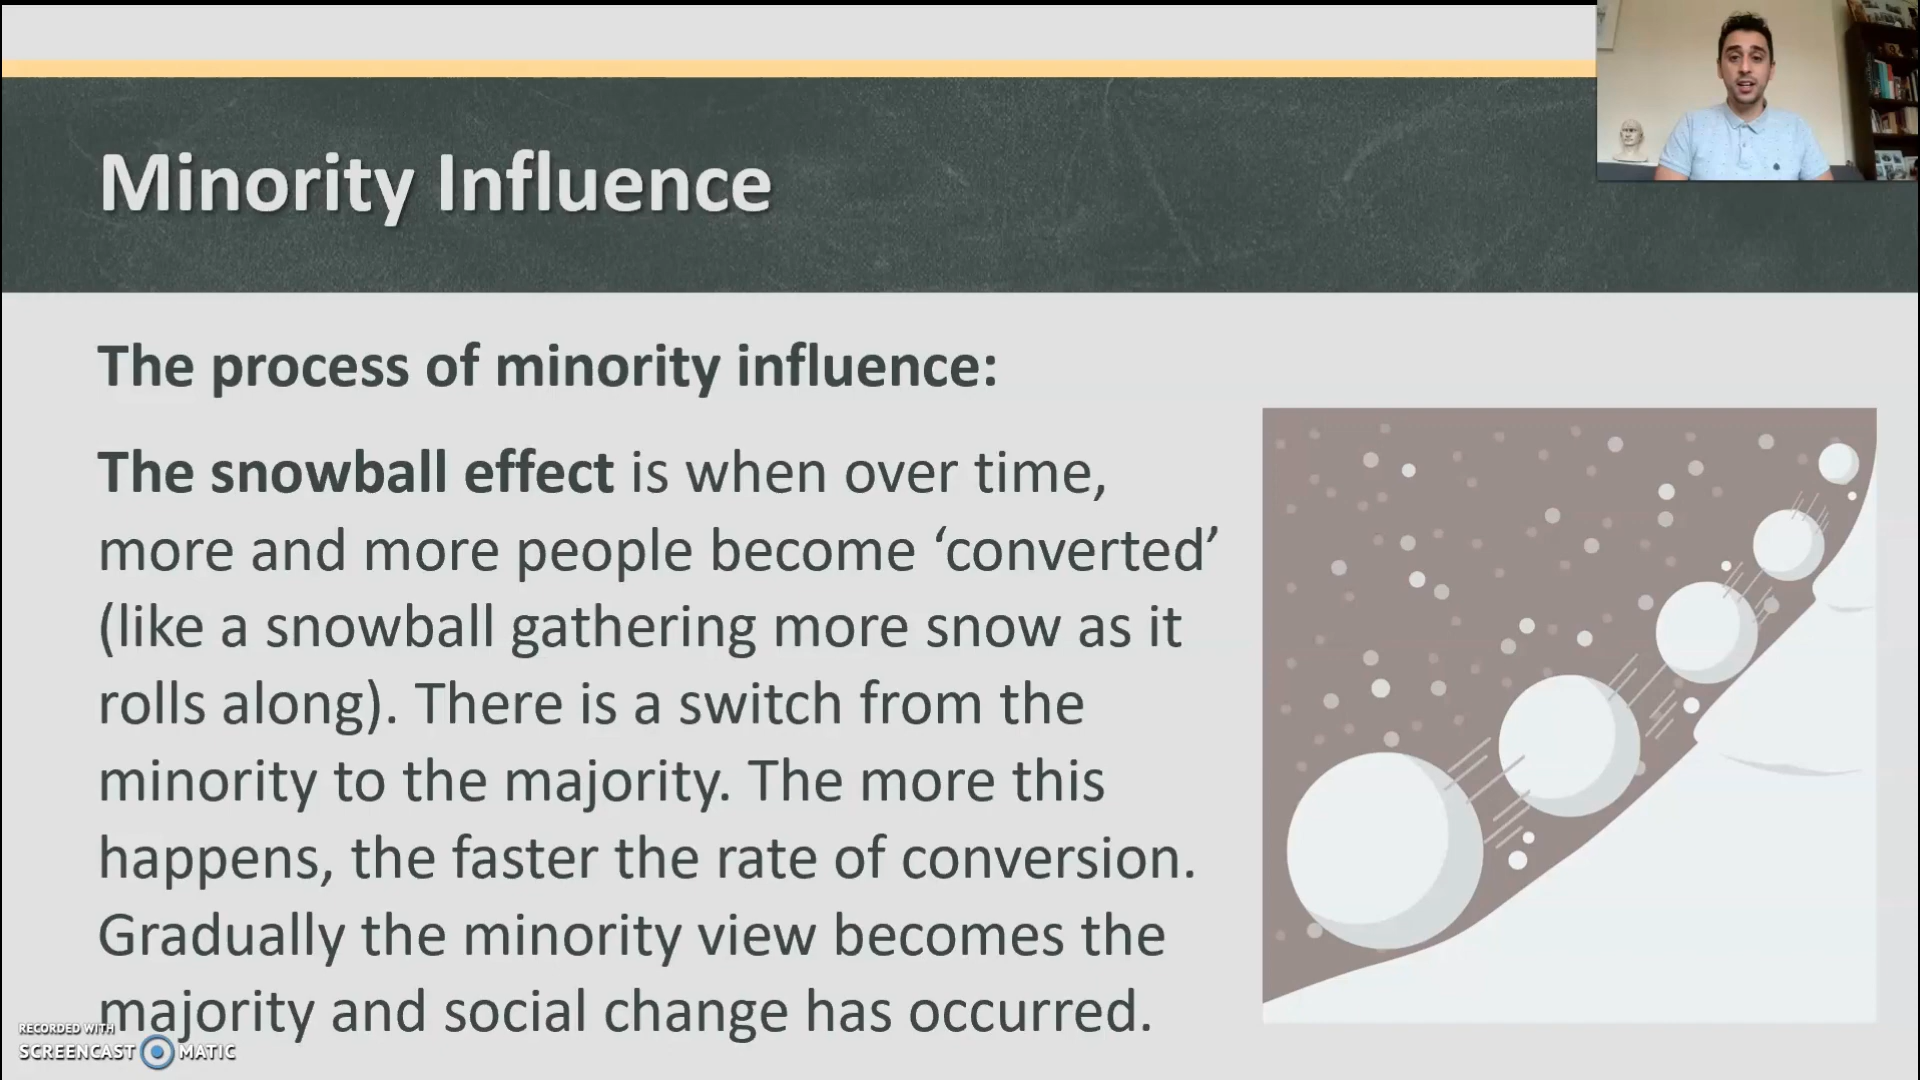 Minority Influence
The process of minority influence:
The snowball effect is when over time,
more and more people become ‘converted’
(like a snowball gathering more snow as it
rolls along). There is a switch from the
minority to the majority. The more this
happens, the faster the rate of conversion.
Gradually the minority view becomes the
majority and social change has occurred.
RECORDED WITH
SCREENCAST MATIC